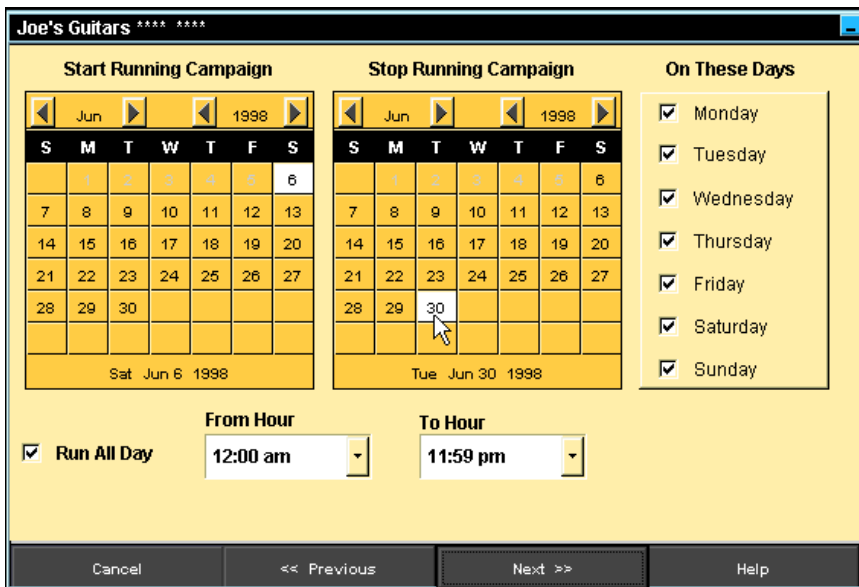 Joe's Guitars **** ****
Start Running Campaign
Jun 1998
S M T W T F S
1 2 3 4 5 6
7 8 9 10 11 12 13
14 15 16 17 18 19 20
21 22 23 24 25 26 27
28 29 30
Sat Jun 6 1998
Stop Running Campaign
Jun 1998
S M T W T F S
1 2 3 4 5 6
7 8 9 10 11 12 13
14 15 16 17 18 19 20
21 22 23 24 25 26 27
28 29 30
Tue Jun 30 1998
On These Days
Monday
Tuesday
Wednesday
Thursday
Friday
Saturday
Sunday
Run All Day
From Hour
12:00 am
To Hour
11:59 pm
Cancel
<< Previous
Next >>
Help